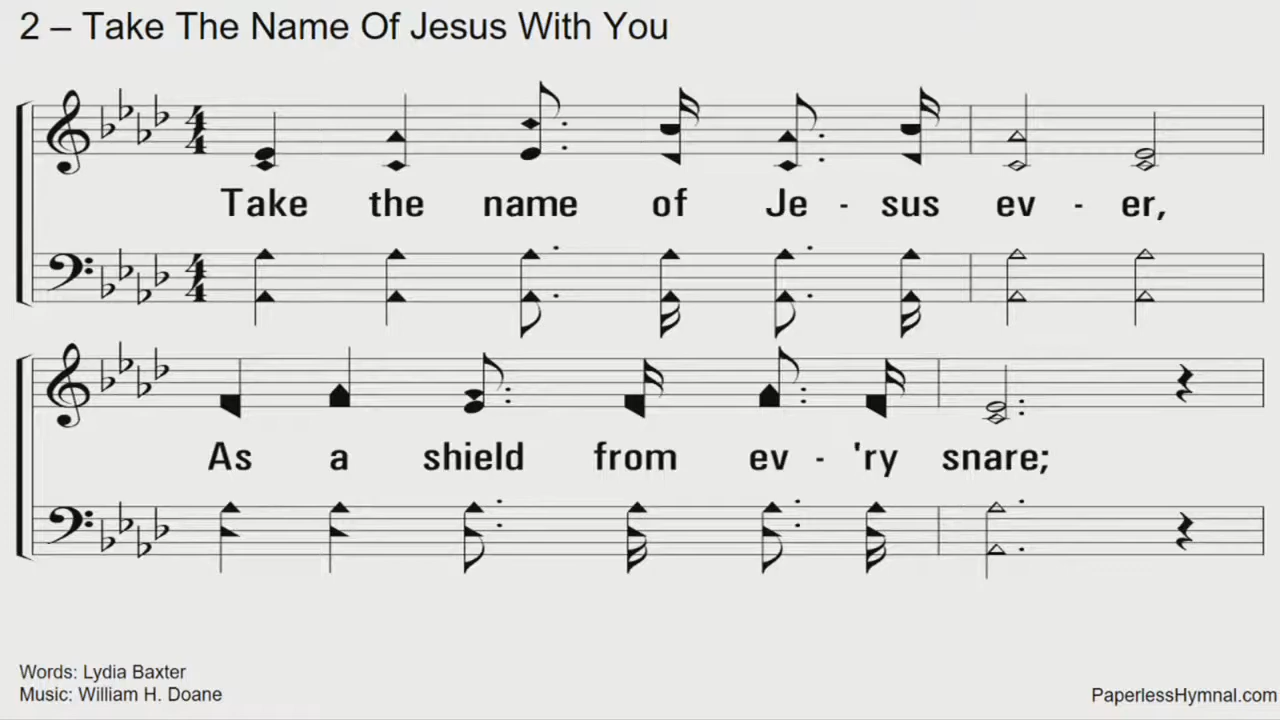 2 – Take The Name Of Jesus With You
Take the name of Je - sus ev - er,
As a shield from ev - 'ry snare;
Words: Lydia Baxter
Music: William H. Doane
PaperlessHymnal.com